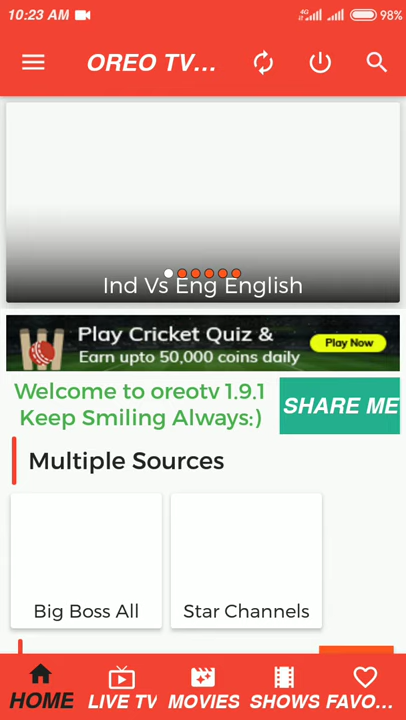 10:23 AM
4G
98%
OREO TV...
Ind Vs Eng English
Play Cricket Quiz &
Earn upto 50,000 coins daily
Play Now
Welcome to oreotv 1.9.1
Keep Smiling Always:)
SHARE ME
Multiple Sources
Big Boss All
Star Channels
HOME
LIVE TV
MOVIES
SHOWS
FAVO...